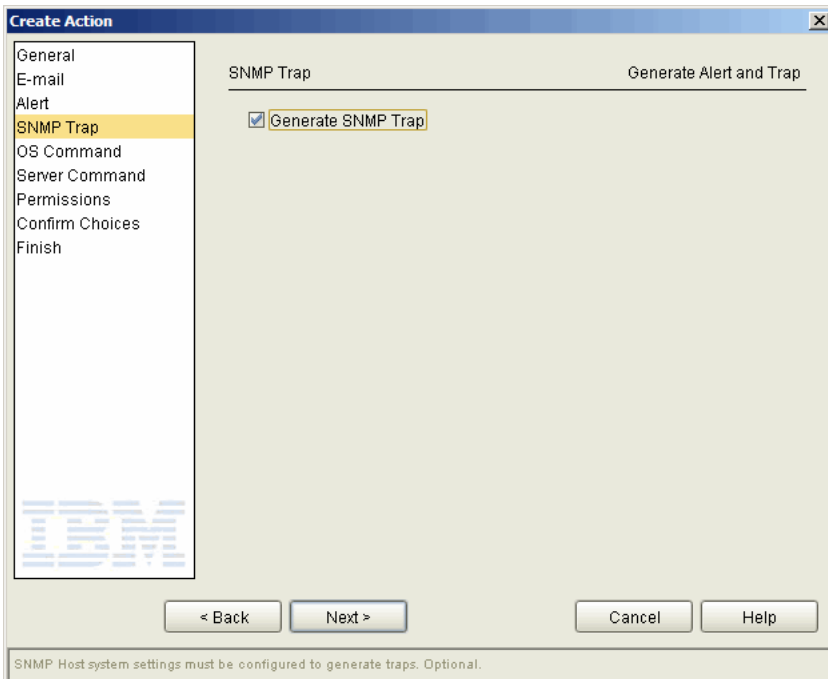 Create Action
General
E-mail
Alert
SNMP Trap
OS Command
Server Command
Permissions
Confirm Choices
Finish
IBM
SNMP Trap Generate Alert and Trap
Generate SNMP Trap
< Back Next > Cancel Help
SNMP Host system settings must be configured to generate traps. Optional.